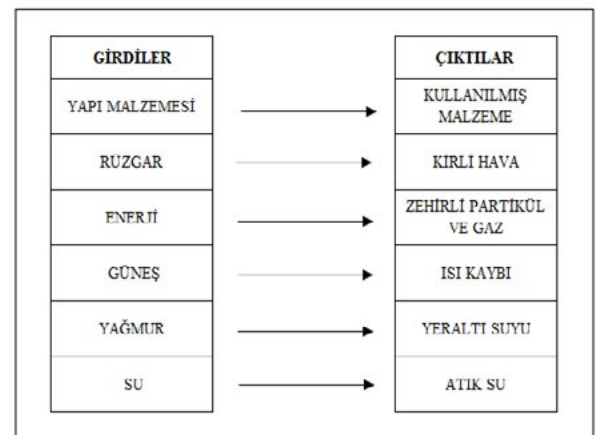 GİRDİLER
ÇIKTILAR
YAPI MALZEMESİ
KULLANILMIŞ
MALZEME
RÜZGAR
KIRLI HAVA
ENERJİ
ZEHİRLİ PARTİKÜL
VE GAZ
GÜNEŞ
ISI KAYBI
YAĞMUR
YERALTI SUYU
SU
ATIK SU